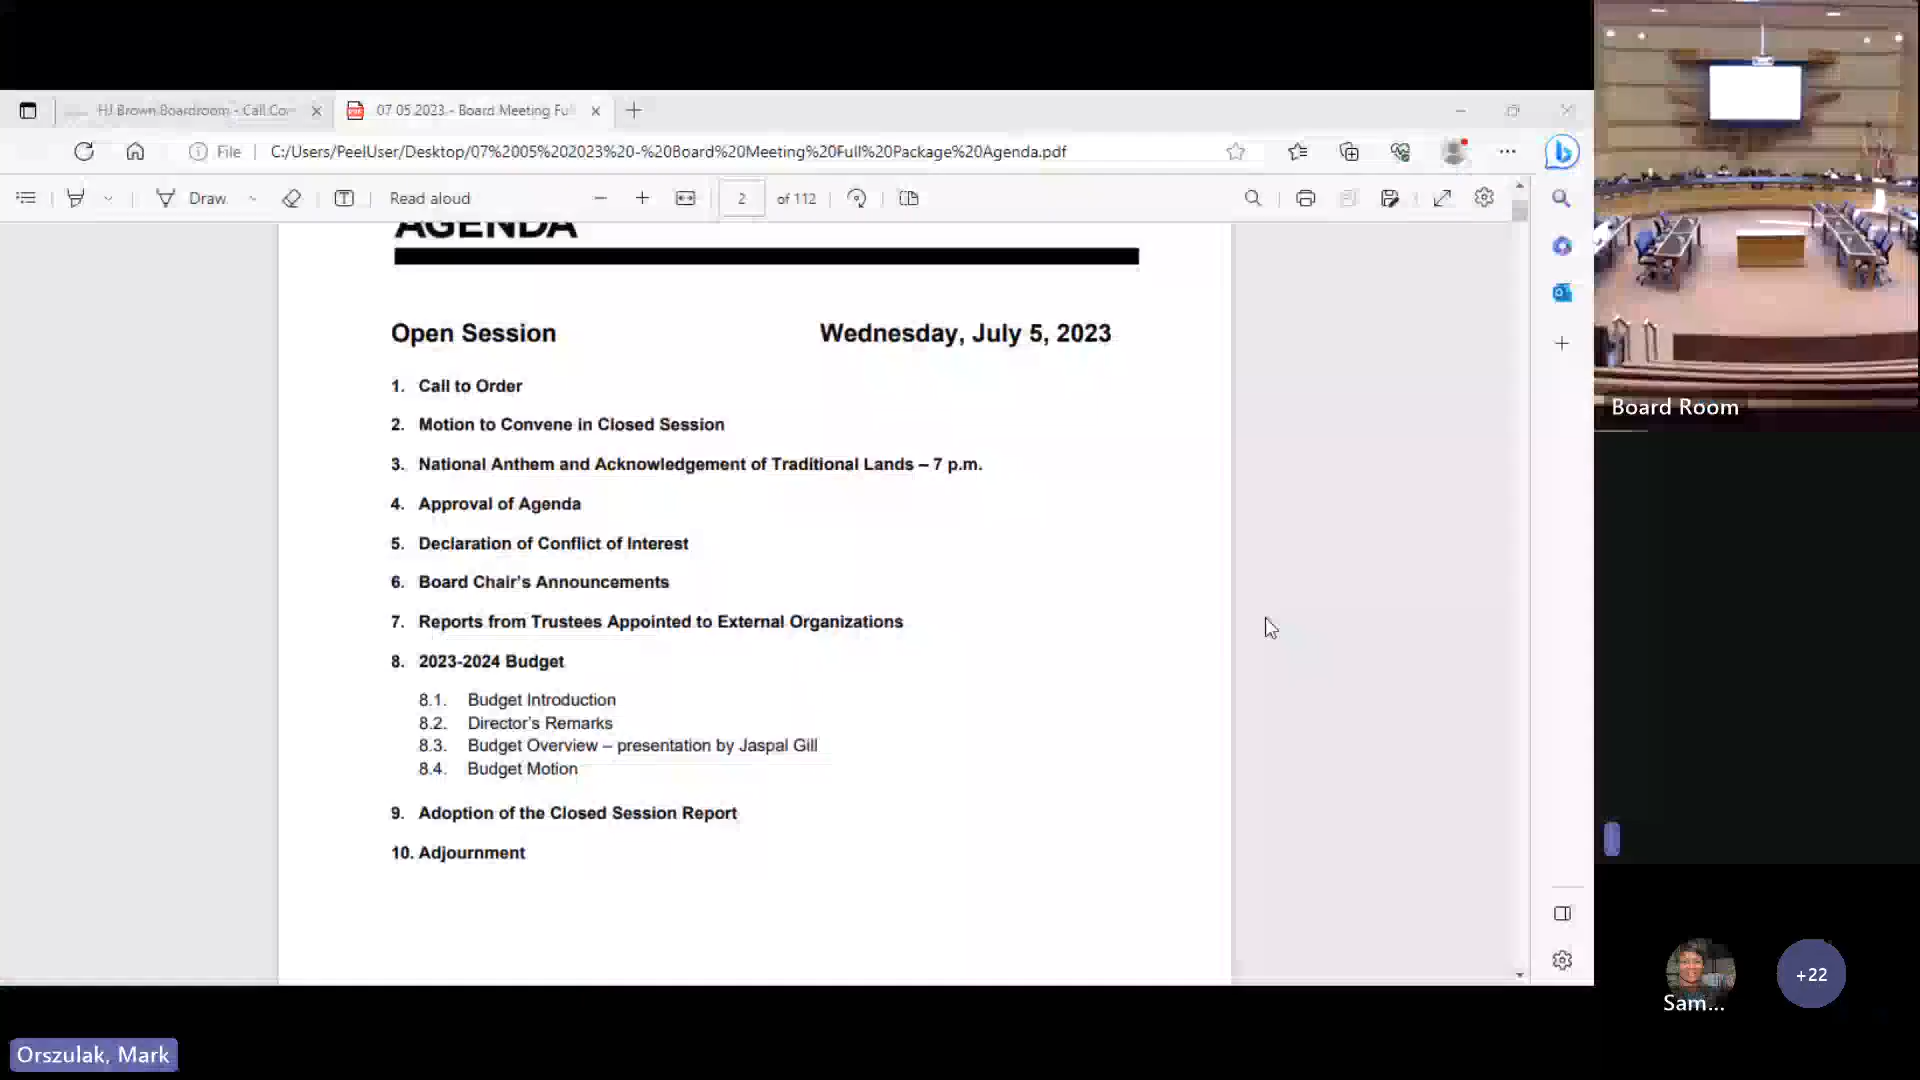 HJ Brown Boardroom - Call Co
07 05 2023 - Board Meeting Ful
File
C:/Users/PeelUser/Desktop/07%2005%202023%20-%20Board%20Meeting%20Full%20Package%20Agenda.pdf
Draw
Read aloud
2 of 112
AGENDA
Open Session Wednesday, July 5, 2023
1. Call to Order
2. Motion to Convene in Closed Session
3. National Anthem and Acknowledgement of Traditional Lands – 7 p.m.
4. Approval of Agenda
5. Declaration of Conflict of Interest
6. Board Chair's Announcements
7. Reports from Trustees Appointed to External Organizations
8. 2023-2024 Budget
8.1. Budget Introduction
8.2. Director's Remarks
8.3. Budget Overview – presentation by Jaspal Gill
8.4. Budget Motion
9. Adoption of the Closed Session Report
10. Adjournment
Board Room
Sam...
+22
Orszulak, Mark